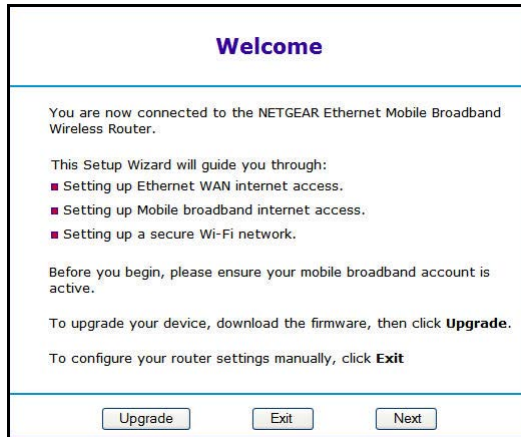 Welcome
You are now connected to the NETGEAR Ethernet Mobile Broadband
Wireless Router.
This Setup Wizard will guide you through:
Setting up Ethernet WAN internet access.
Setting up Mobile broadband internet access.
Setting up a secure Wi-Fi network.
Before you begin, please ensure your mobile broadband account is
active.
To upgrade your device, download the firmware, then click Upgrade.
To configure your router settings manually, click Exit
Upgrade Exit Next